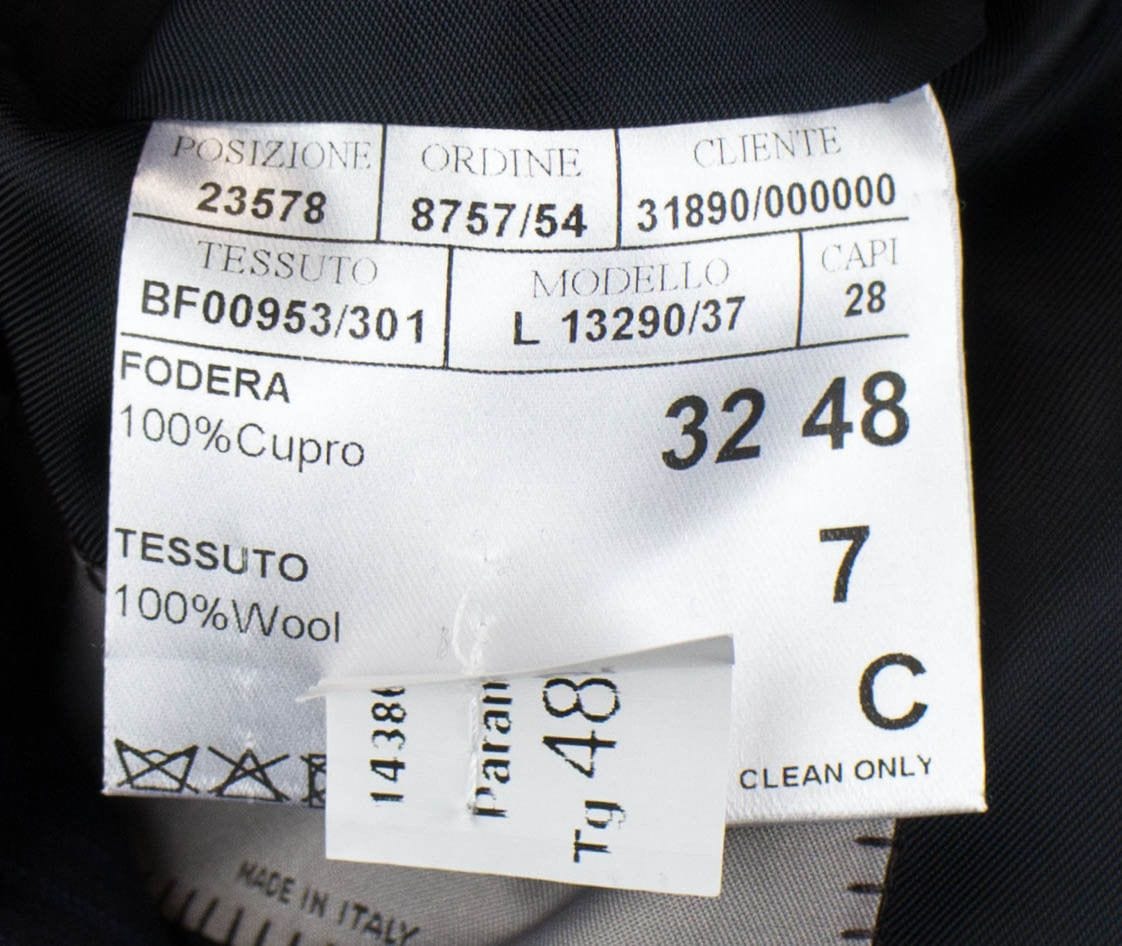 POSIZIONE ORDINE CLIENTE
23578 8757/54 31890/000000
TESSUTO MODELLO CAPI
BF00953/301 L 13290/37 28
FODERA
100%Cupro
32 48
TESSUTO
100%Wool
7
C
CLEAN ONLY
Tg 48
MADE IN ITALY